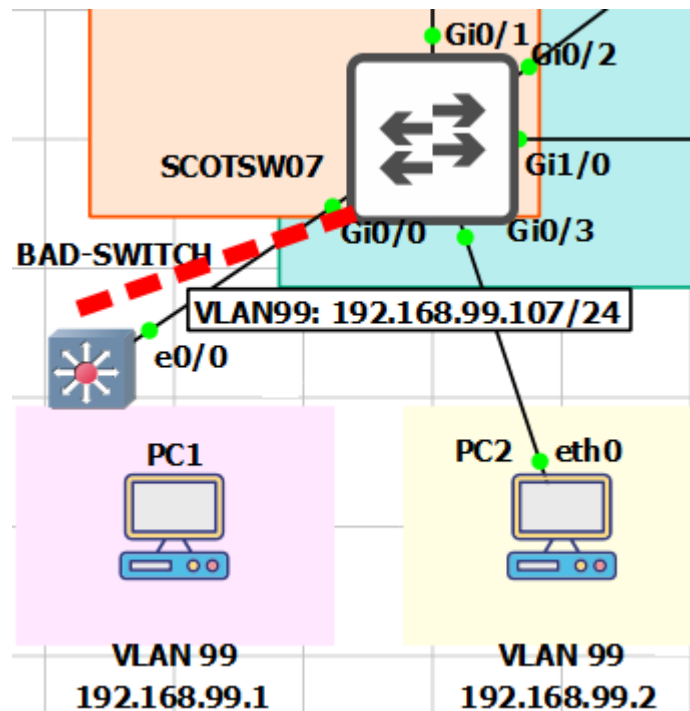 Gi0/1
Gi0/2
SCOTSW07
Gi1/0
Gi0/0
Gi0/3
BAD-SWITCH
VLAN99: 192.168.99.107/24
e0/0
PC1
PC2
eth0
VLAN 99
192.168.99.1
VLAN 99
192.168.99.2